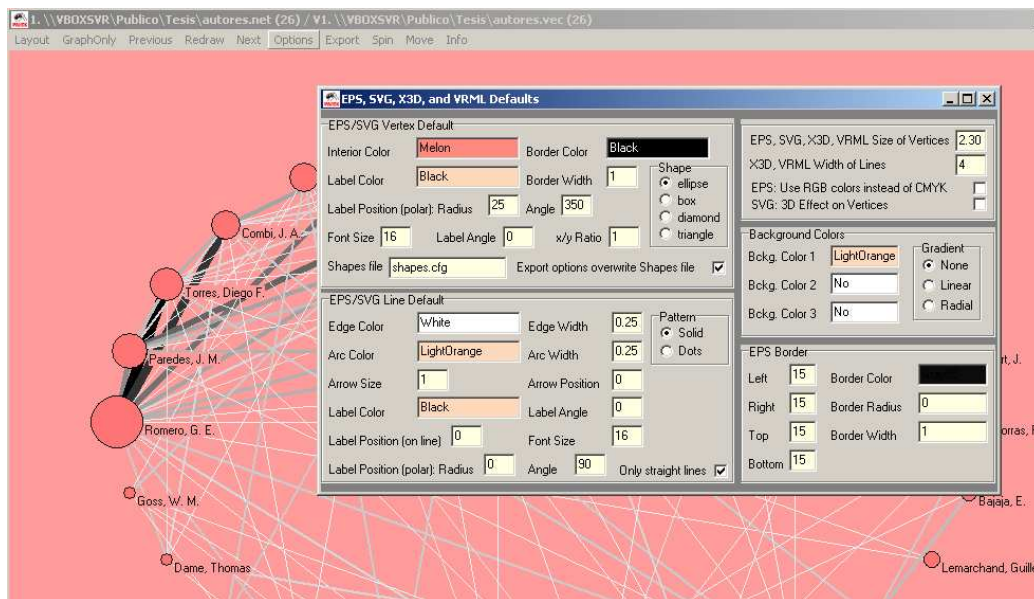 1. \\VBOXSVR\Publico\Tesis\autores.net (26) / V1. \\VBOXSVR\Publico\Tesis\autores.vec (26)
Layout GraphOnly Previous Redraw Next Options Export Spin Move Info
EPS, SVG, X3D, and VRML Defaults
EPS/SVG Vertex Default
Interior Color Melon Border Color Black
Label Color Black Border Width 1
Label Position (polar): Radius 25 Angle 350
Font Size 16 Label Angle 0 x/y Ratio 1
Shape
ellipse
box
diamond
triangle
Shapes file shapes.cfg Export options overwrite Shapes file
EPS/SVG Line Default
Edge Color White Edge Width 0.25
Arc Color LightOrange Arc Width 0.25
Arrow Size 1 Arrow Position 0
Label Color Black Label Angle 0
Label Position (on line) 0 Font Size 16
Label Position (polar): Radius 0 Angle 90 Only straight lines
Pattern
Solid
Dots
EPS, SVG, X3D, VRML Size of Vertices 2.30
X3D, VRML Width of Lines 4
EPS: Use RGB colors instead of CMYK
SVG: 3D Effect on Vertices
Background Colors
Bckg. Color 1 LightOrange
Bckg. Color 2 No
Bckg. Color 3 No
Gradient
None
Linear
Radial
EPS Border
Left 15 Border Color
Right 15 Border Radius 0
Top 15 Border Width 1
Bottom 15
Combi, J. A.
Torres, Diego F.
Paredes, J. M.
Romero, G. E.
Goss, W. M.
Dame, Thomas
J.
Bajaja, E.
Lemarchand, Guille